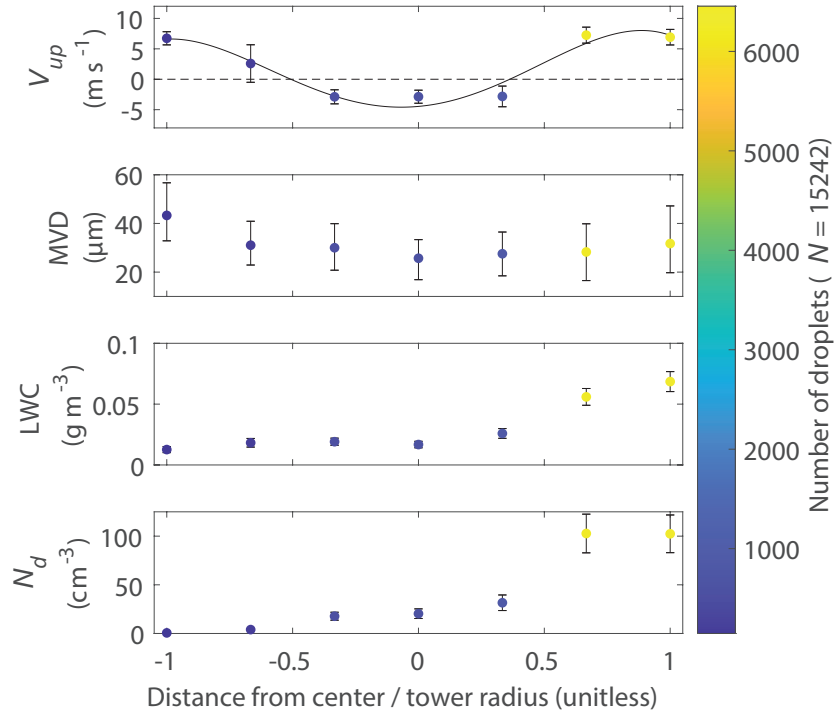 10
5
0
-5
V_up
(m s⁻¹)
60
40
20
MVD
(µm)
0.1
0.05
0
LWC
(g m⁻³)
100
50
0
N_d
(cm⁻³)
-1 -0.5 0 0.5 1
Distance from center / tower radius (unitless)
6000
5000
4000
3000
2000
1000
Number of droplets ( N = 15242)